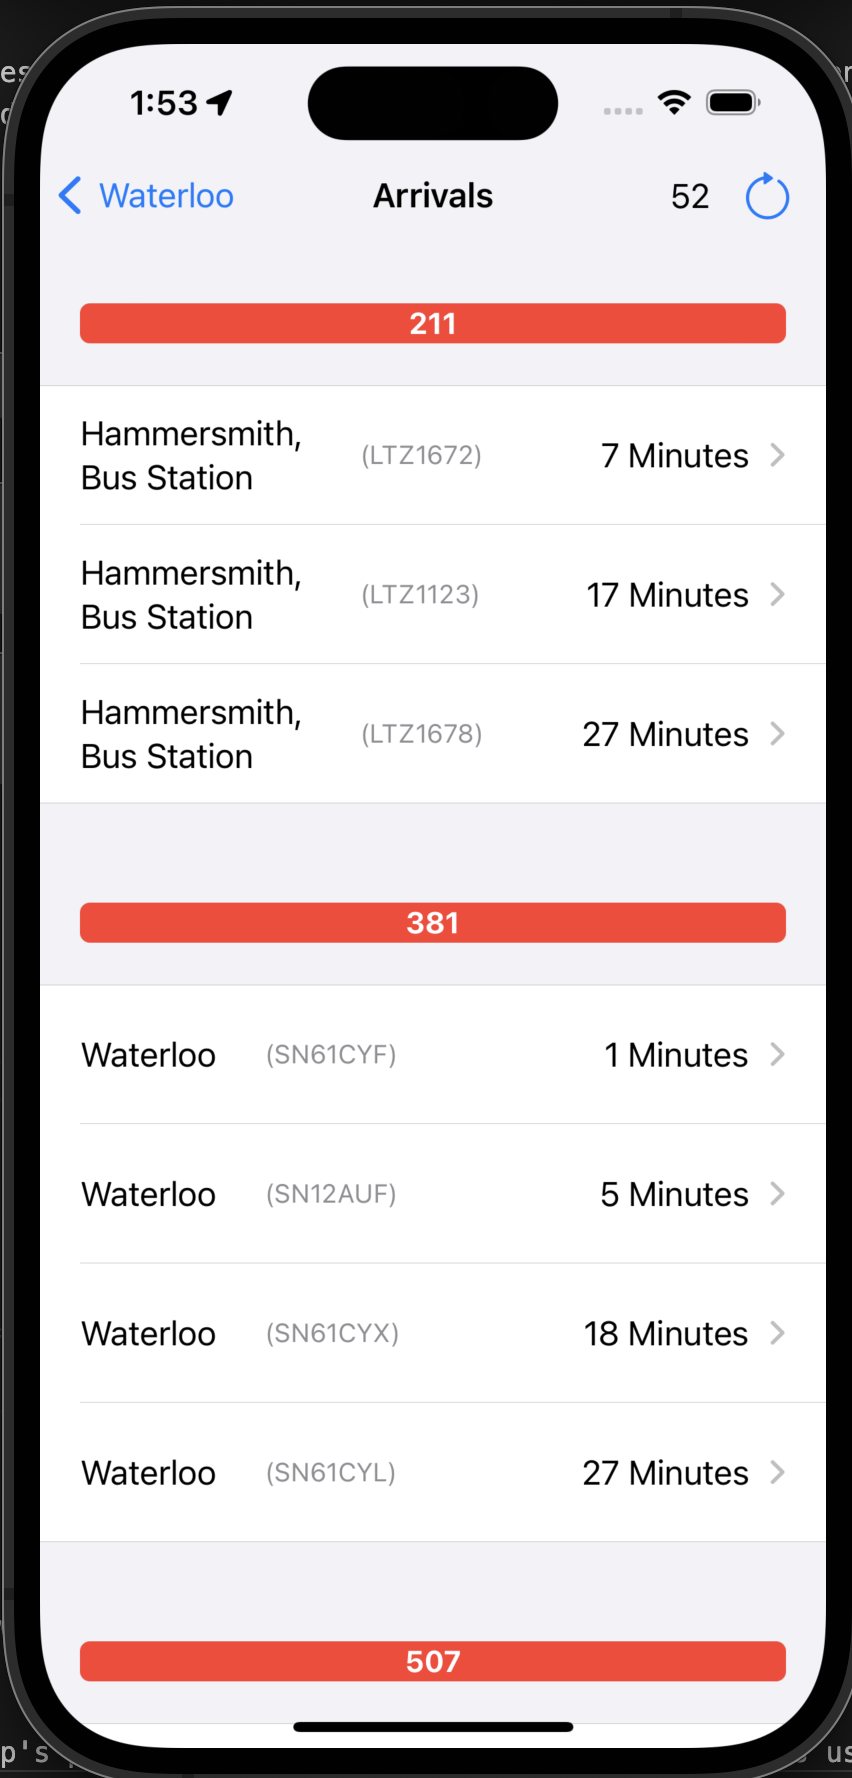 1:53
Waterloo
Arrivals
52
211
Hammersmith,
Bus Station
(LTZ1672)
7 Minutes
Hammersmith,
Bus Station
(LTZ1123)
17 Minutes
Hammersmith,
Bus Station
(LTZ1678)
27 Minutes
381
Waterloo (SN61CYF) 1 Minutes
Waterloo (SN12AUF) 5 Minutes
Waterloo (SN61CYX) 18 Minutes
Waterloo (SN61CYL) 27 Minutes
507
p's
us